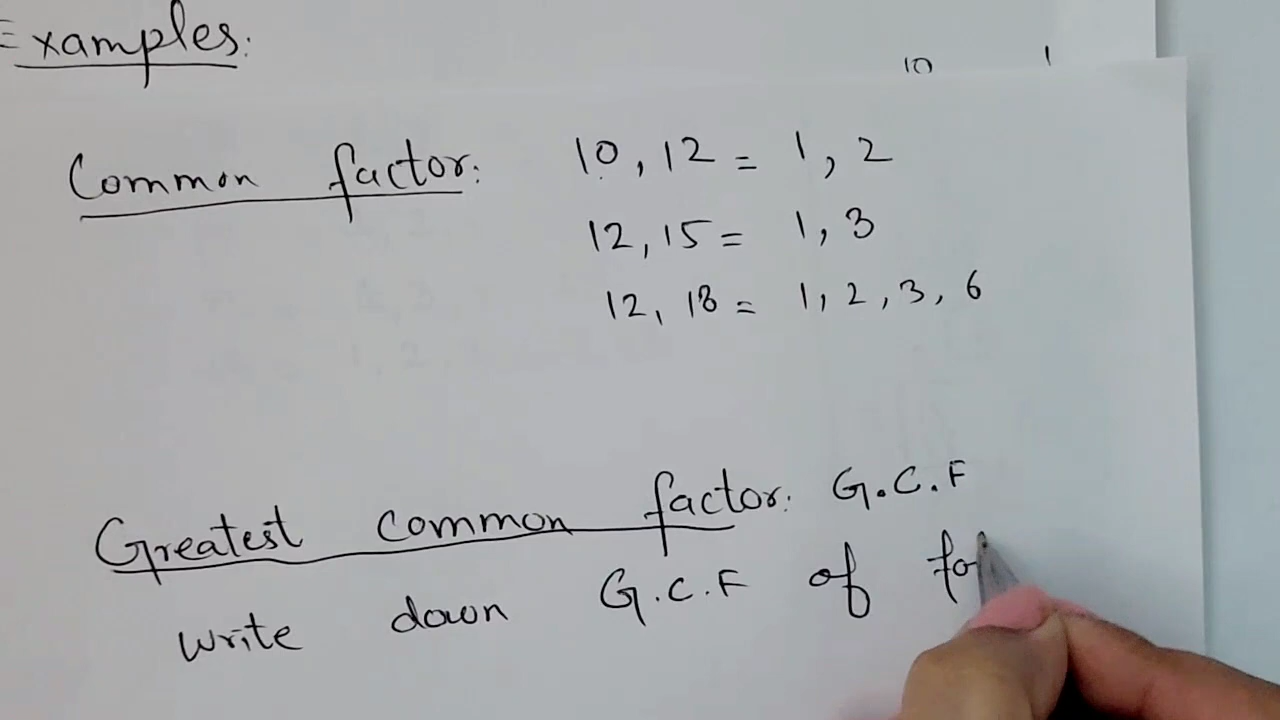 Examples:
10 1
Common factor: 10, 12 = 1, 2
12, 15 = 1, 3
12, 18 = 1, 2, 3, 6
Greatest common factor: G.C.F
write down G.C.F of fol